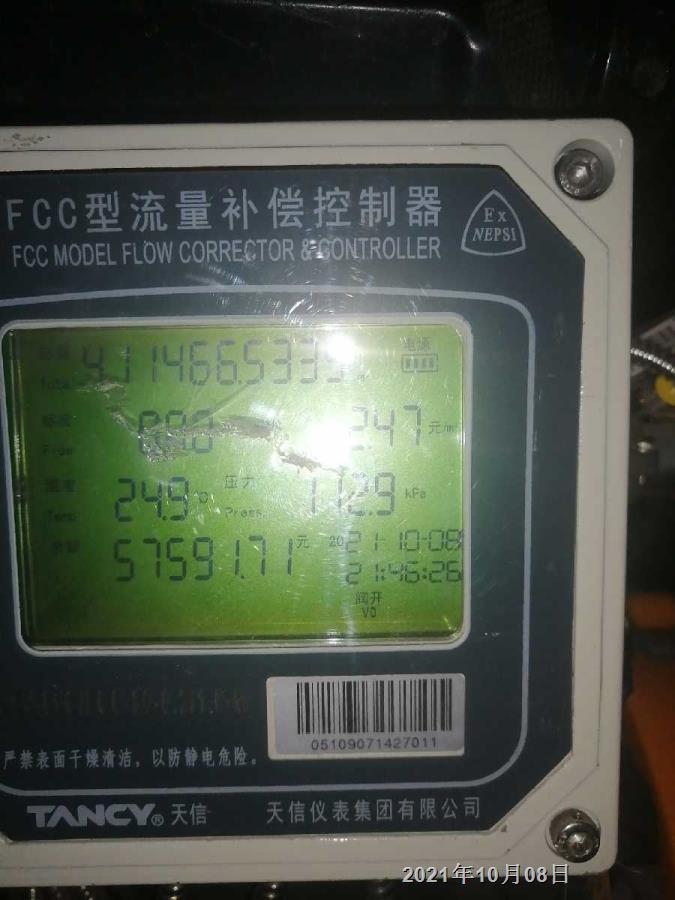 FCC型流量补偿控制器
Ex
NEPSI
FCC MODEL FLOW CORRECTOR & CONTROLLER
电源
Total
Flow 2.47 元/m
温度 24.9 °C 压力
Temp Press 112.9 kPa
57591.71 元 2021-10-08
21:46:26
阀开
V0
05109071427011
严禁表面干燥清洁，以防静电危险。
TANCY® 天信 天信仪表集团有限公司
2021年10月08日